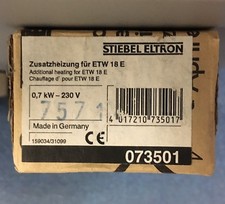 STIEBEL ELTRON
Zusatzheizung für ETW 18 E
Additional heating for ETW 18 E
Chauffage d' pour ETW 18 E
0,7 kW – 230 V
7571
4 017210 735017
Made in Germany
159034/31099
073501